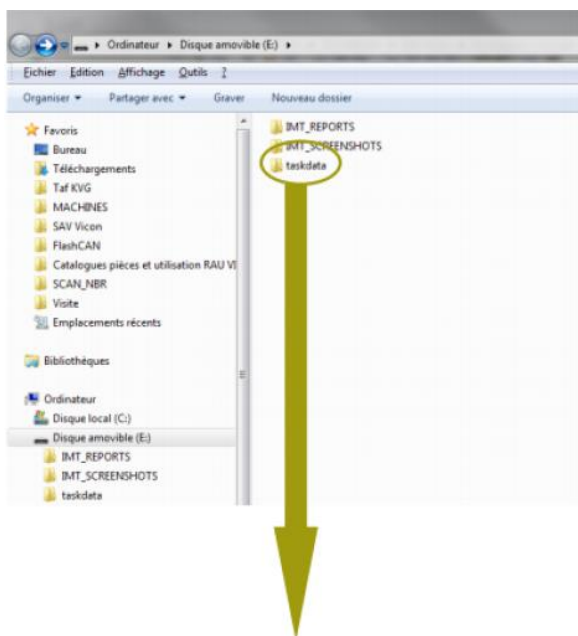 Ordinateur ▸ Disque amovible (E:) ▸
Fichier Edition Affichage Outils ?
Organiser Partager avec Graver Nouveau dossier
Favoris
Bureau
Téléchargements
Taf KVG
MACHINES
SAV Vicon
FlashCAN
Catalogues pièces et utilisation RAU VI
SCAN_NBR
Visite
Emplacements récents
Bibliothèques
Ordinateur
Disque local (C:)
Disque amovible (E:)
IMT_REPORTS
IMT_SCREENSHOTS
taskdata
IMT_REPORTS
IMT_SCREENSHOTS
taskdata